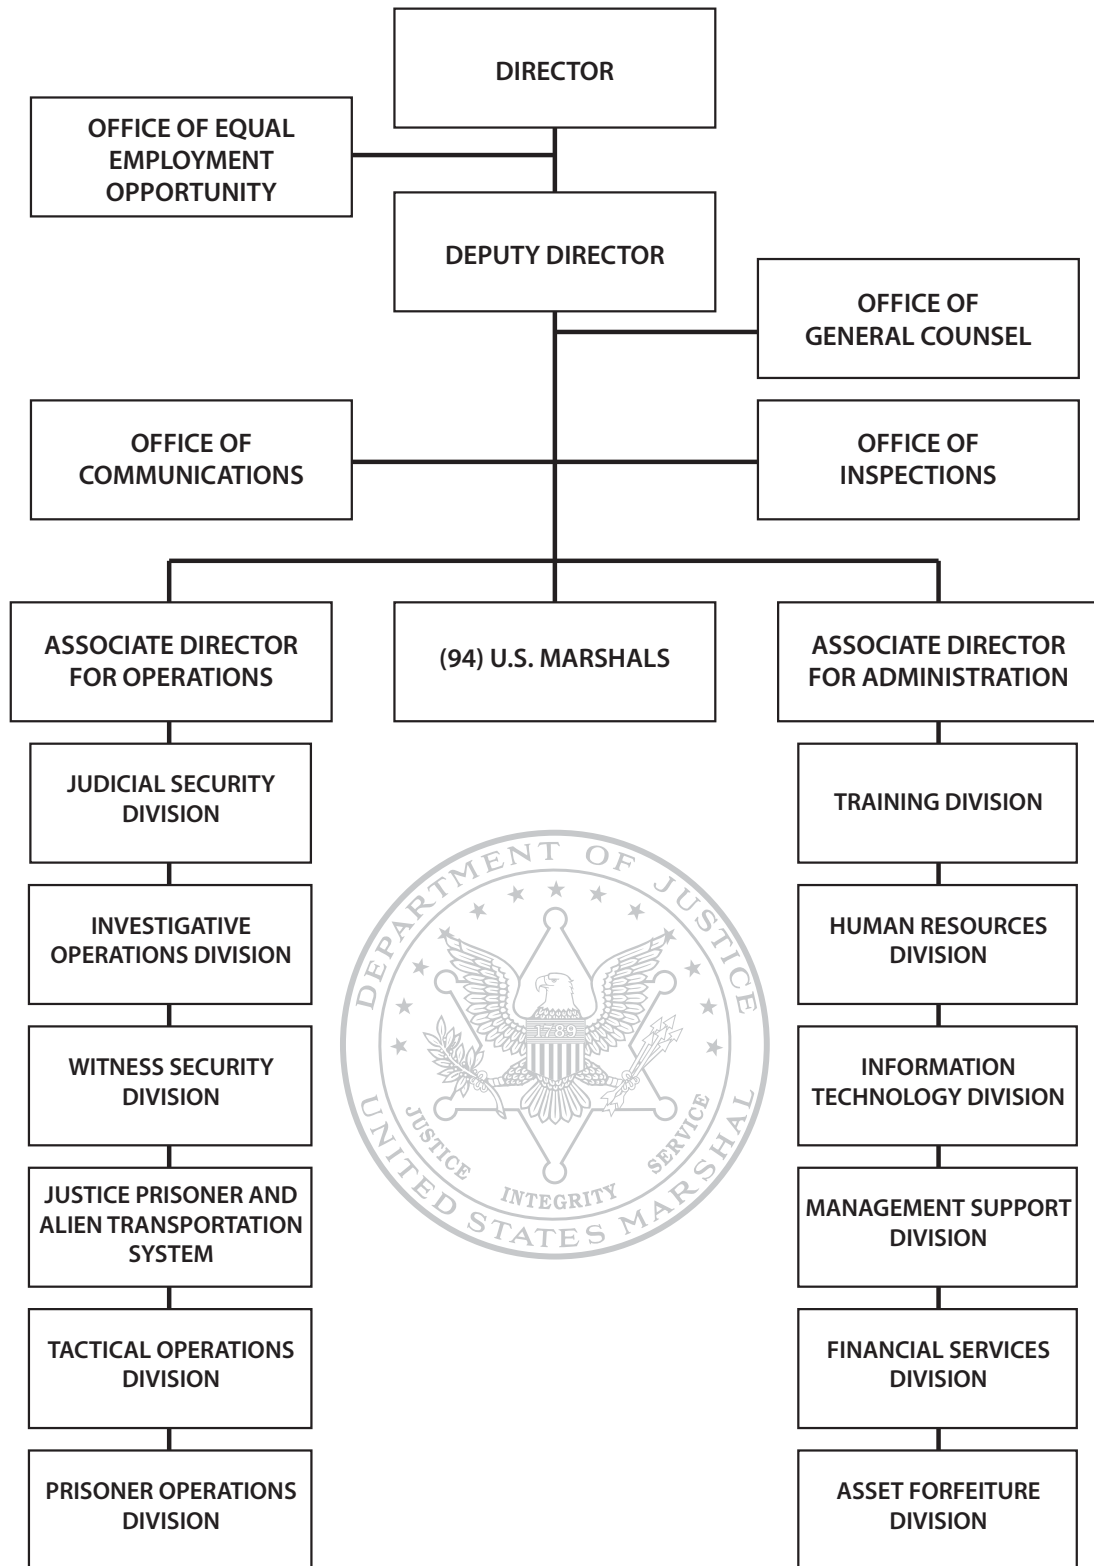 DIRECTOR
OFFICE OF EQUAL
EMPLOYMENT
OPPORTUNITY
DEPUTY DIRECTOR
OFFICE OF
GENERAL COUNSEL
OFFICE OF
COMMUNICATIONS
OFFICE OF
INSPECTIONS
ASSOCIATE DIRECTOR
FOR OPERATIONS
(94) U.S. MARSHALS
ASSOCIATE DIRECTOR
FOR ADMINISTRATION
JUDICIAL SECURITY
DIVISION
INVESTIGATIVE
OPERATIONS DIVISION
WITNESS SECURITY
DIVISION
JUSTICE PRISONER AND
ALIEN TRANSPORTATION
SYSTEM
TACTICAL OPERATIONS
DIVISION
PRISONER OPERATIONS
DIVISION
DEPARTMENT OF JUSTICE
1789
JUSTICE INTEGRITY SERVICE
UNITED STATES MARSHAL
TRAINING DIVISION
HUMAN RESOURCES
DIVISION
INFORMATION
TECHNOLOGY DIVISION
MANAGEMENT SUPPORT
DIVISION
FINANCIAL SERVICES
DIVISION
ASSET FORFEITURE
DIVISION